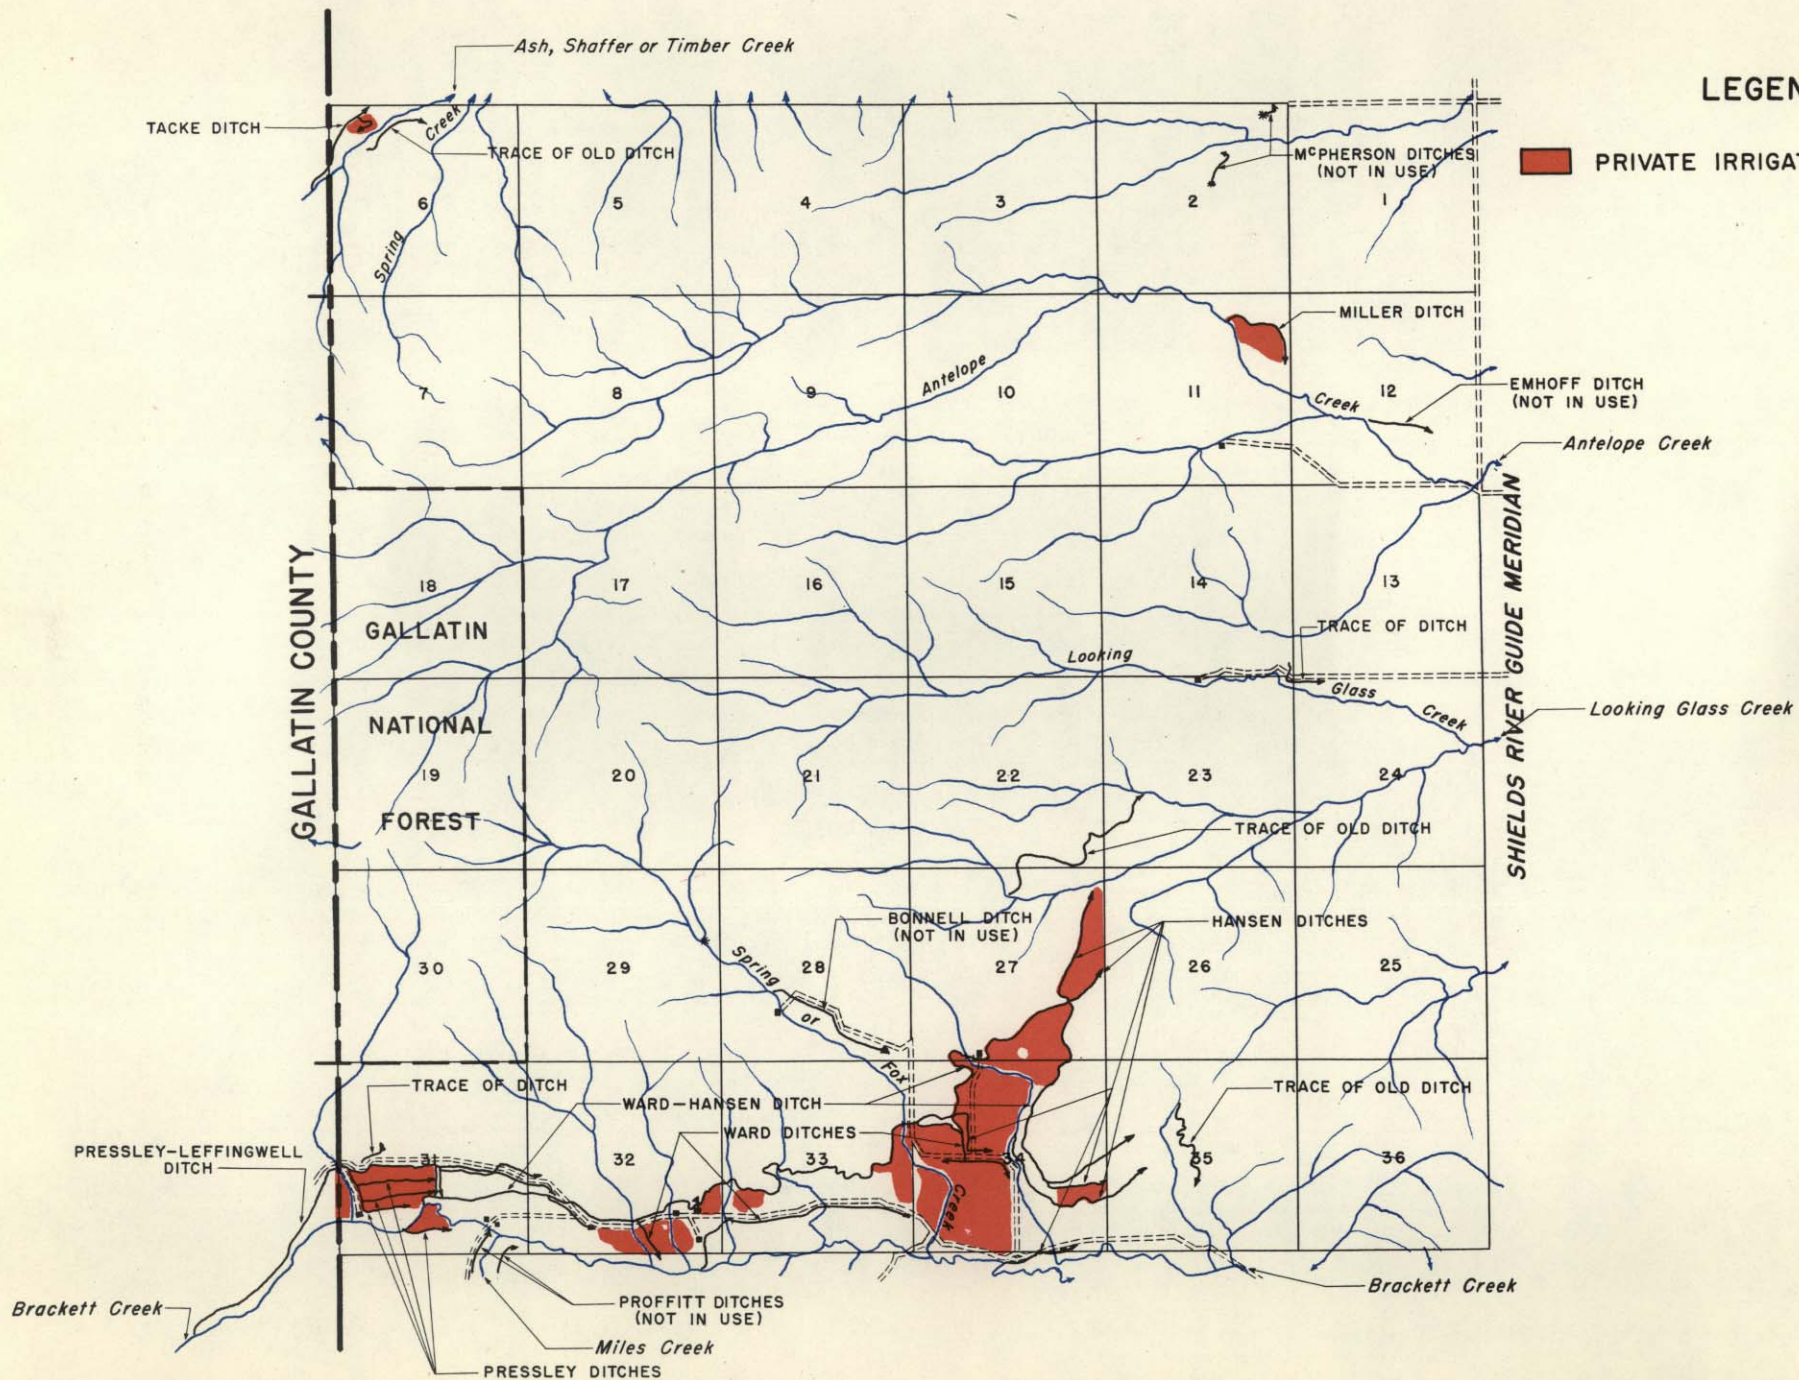 Ash, Shaffer or Timber Creek
LEGEN
TACKE DITCH
Creek
TRACE OF OLD DITCH
McPHERSON DITCHES
(NOT IN USE)
PRIVATE IRRIGAT
6
5
4
3
2
1
Spring
MILLER DITCH
7
8
9
Antelope
10
11
12
Creek
EMHOFF DITCH
(NOT IN USE)
Antelope Creek
GALLATIN COUNTY
SHIELDS RIVER GUIDE MERIDIAN
18
17
16
15
14
13
GALLATIN
TRACE OF DITCH
Looking
Glass
Creek
Looking Glass Creek
NATIONAL
19
20
21
22
23
24
FOREST
TRACE OF OLD DITCH
BONNELL DITCH
(NOT IN USE)
HANSEN DITCHES
30
29
Spring
28
27
26
25
or
Fox
TRACE OF DITCH
TRACE OF OLD DITCH
WARD-HANSEN DITCH
WARD DITCHES
PRESSLEY-LEFFINGWELL
DITCH
31
32
33
34
35
36
Creek
Brackett Creek
Brackett Creek
PROFFITT DITCHES
(NOT IN USE)
Miles Creek
PRESSLEY DITCHES